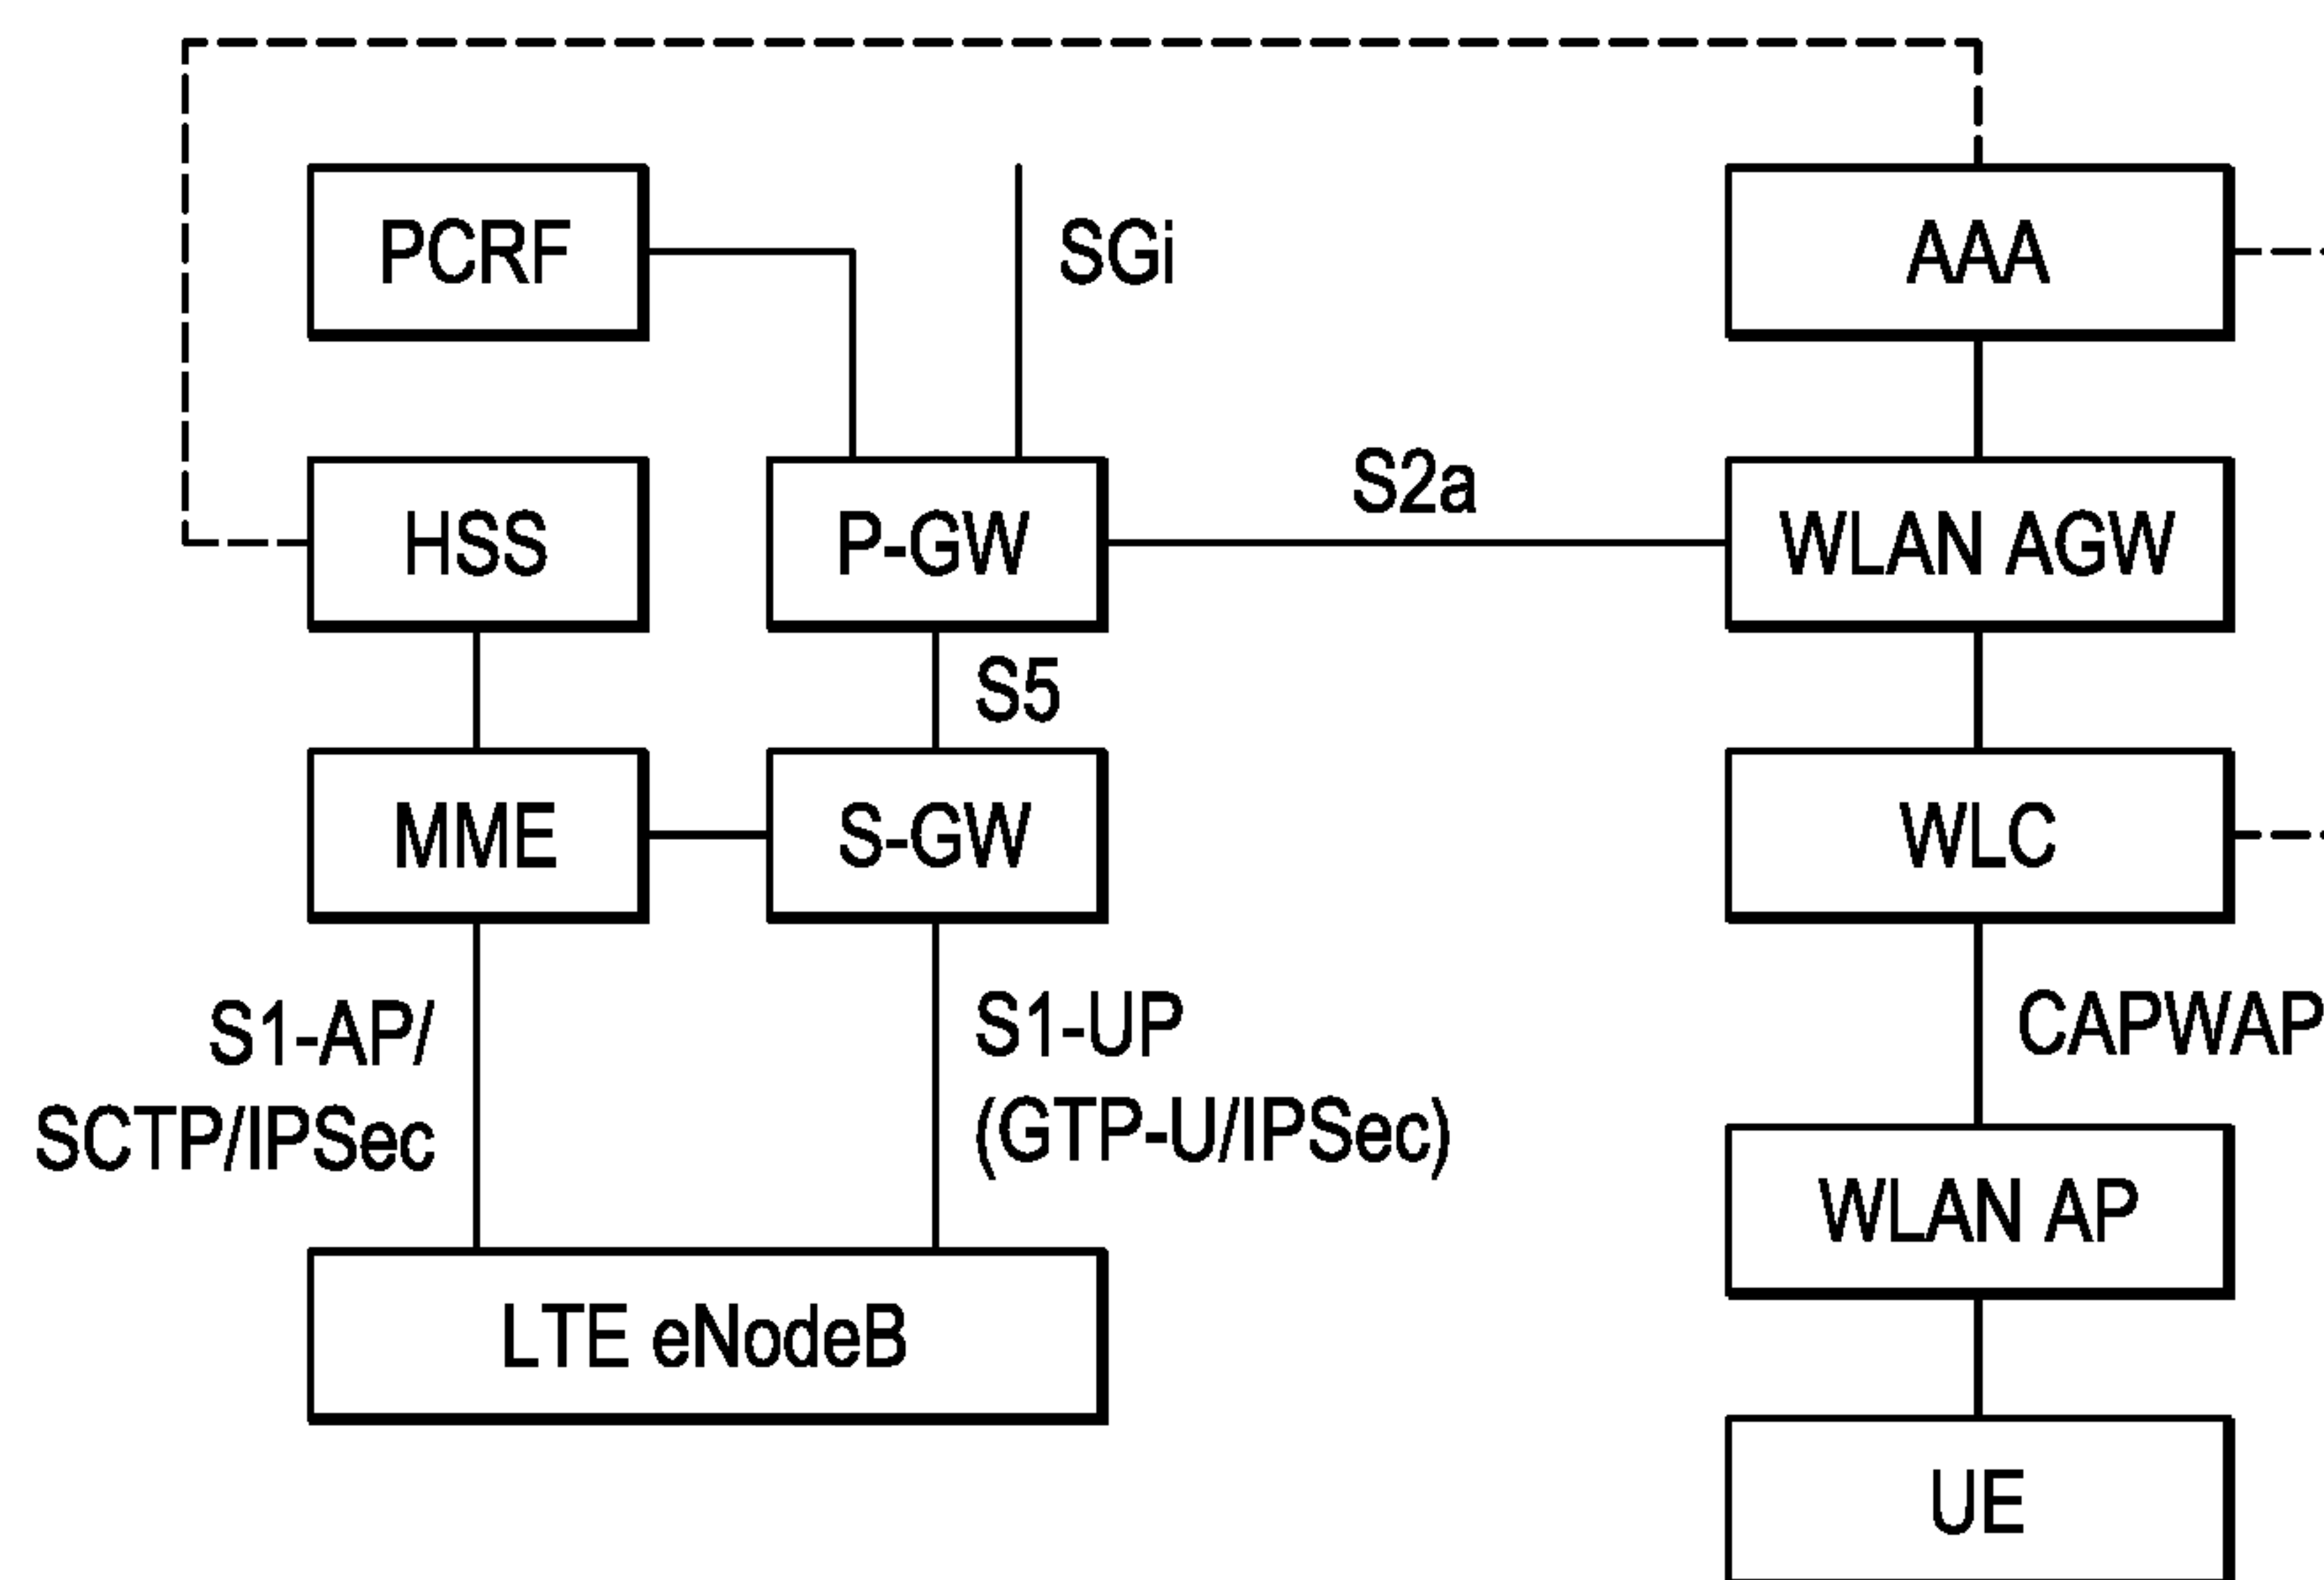 PCRF
SGi
AAA
HSS
P-GW
S2a
WLAN AGW
S5
MME
S-GW
WLC
S1-AP/
SCTP/IPSec
S1-UP
(GTP-U/IPSec)
CAPWAP
WLAN AP
LTE eNodeB
UE